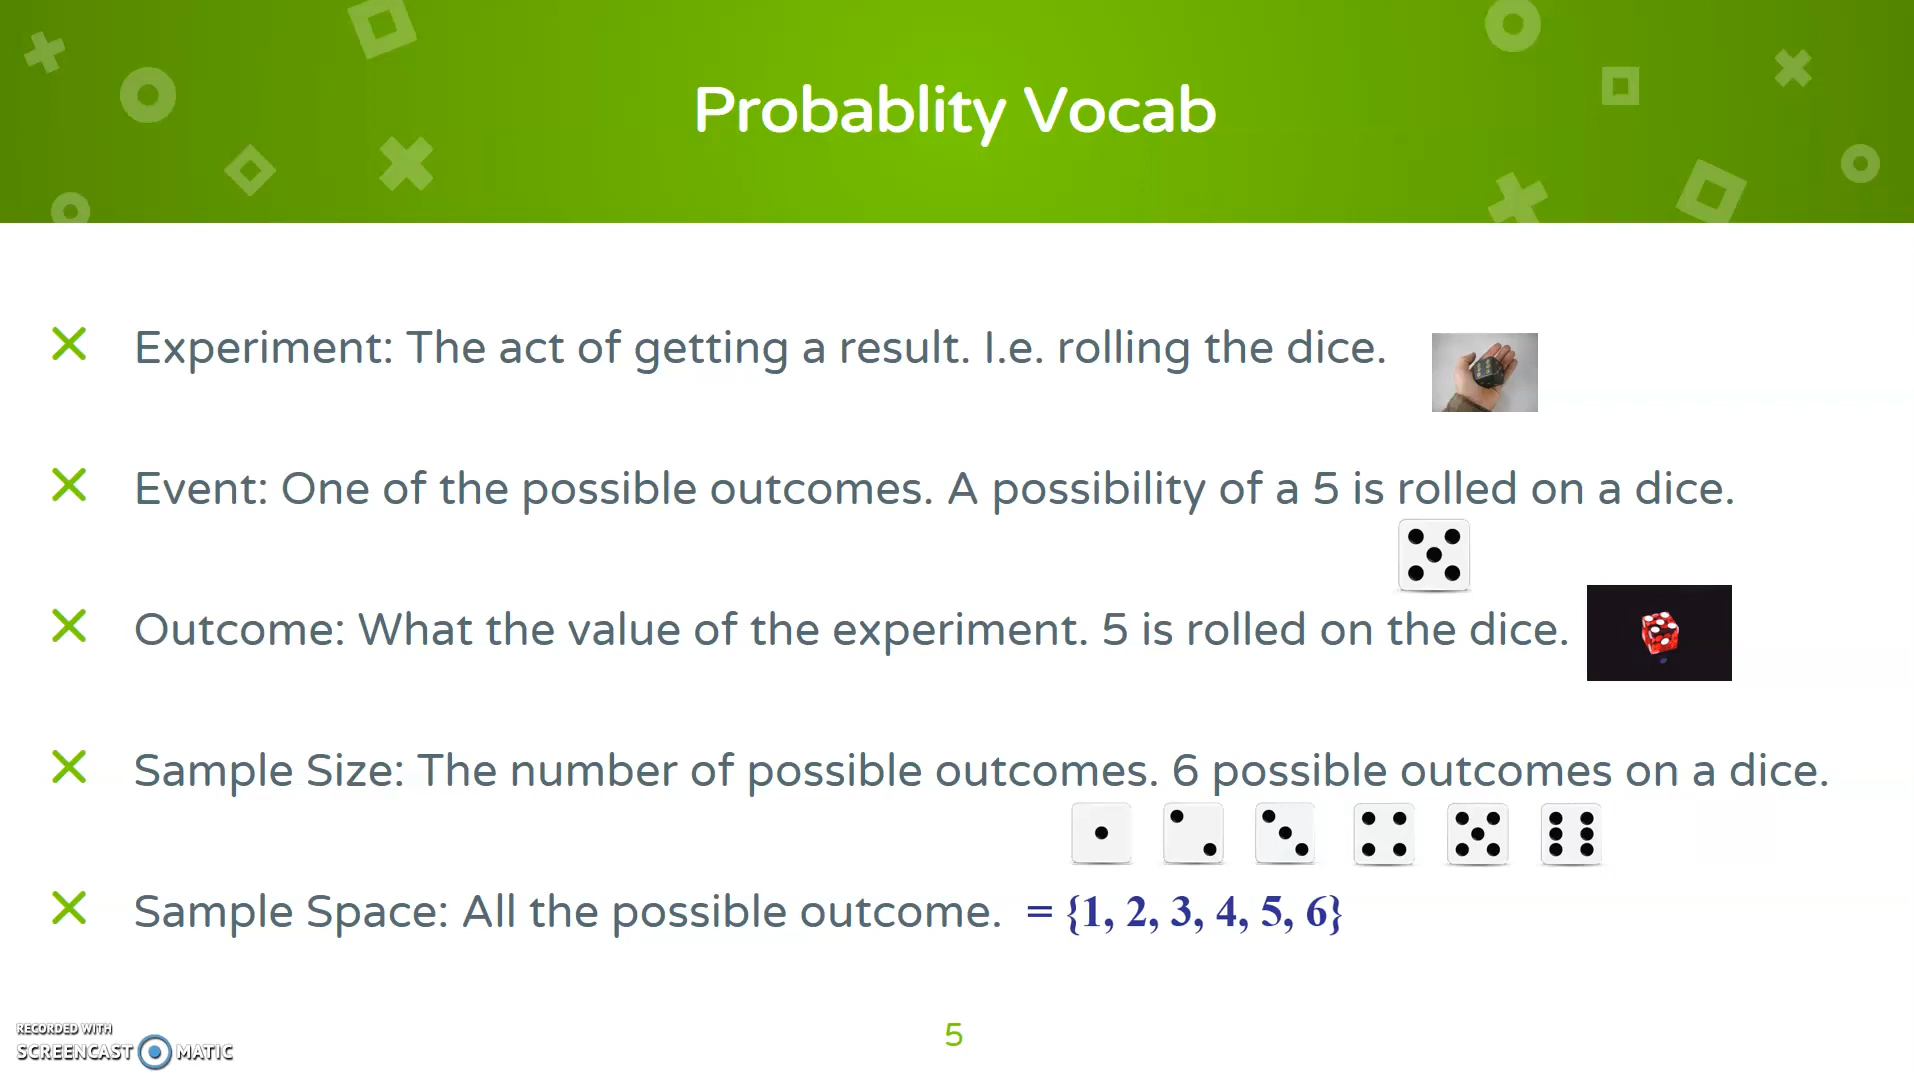 Probablity Vocab
Experiment: The act of getting a result. I.e. rolling the dice.
Event: One of the possible outcomes. A possibility of a 5 is rolled on a dice.
Outcome: What the value of the experiment. 5 is rolled on the dice.
Sample Size: The number of possible outcomes. 6 possible outcomes on a dice.
Sample Space: All the possible outcome. = {1, 2, 3, 4, 5, 6}
5
RECORDED WITH
SCREENCAST MATIC